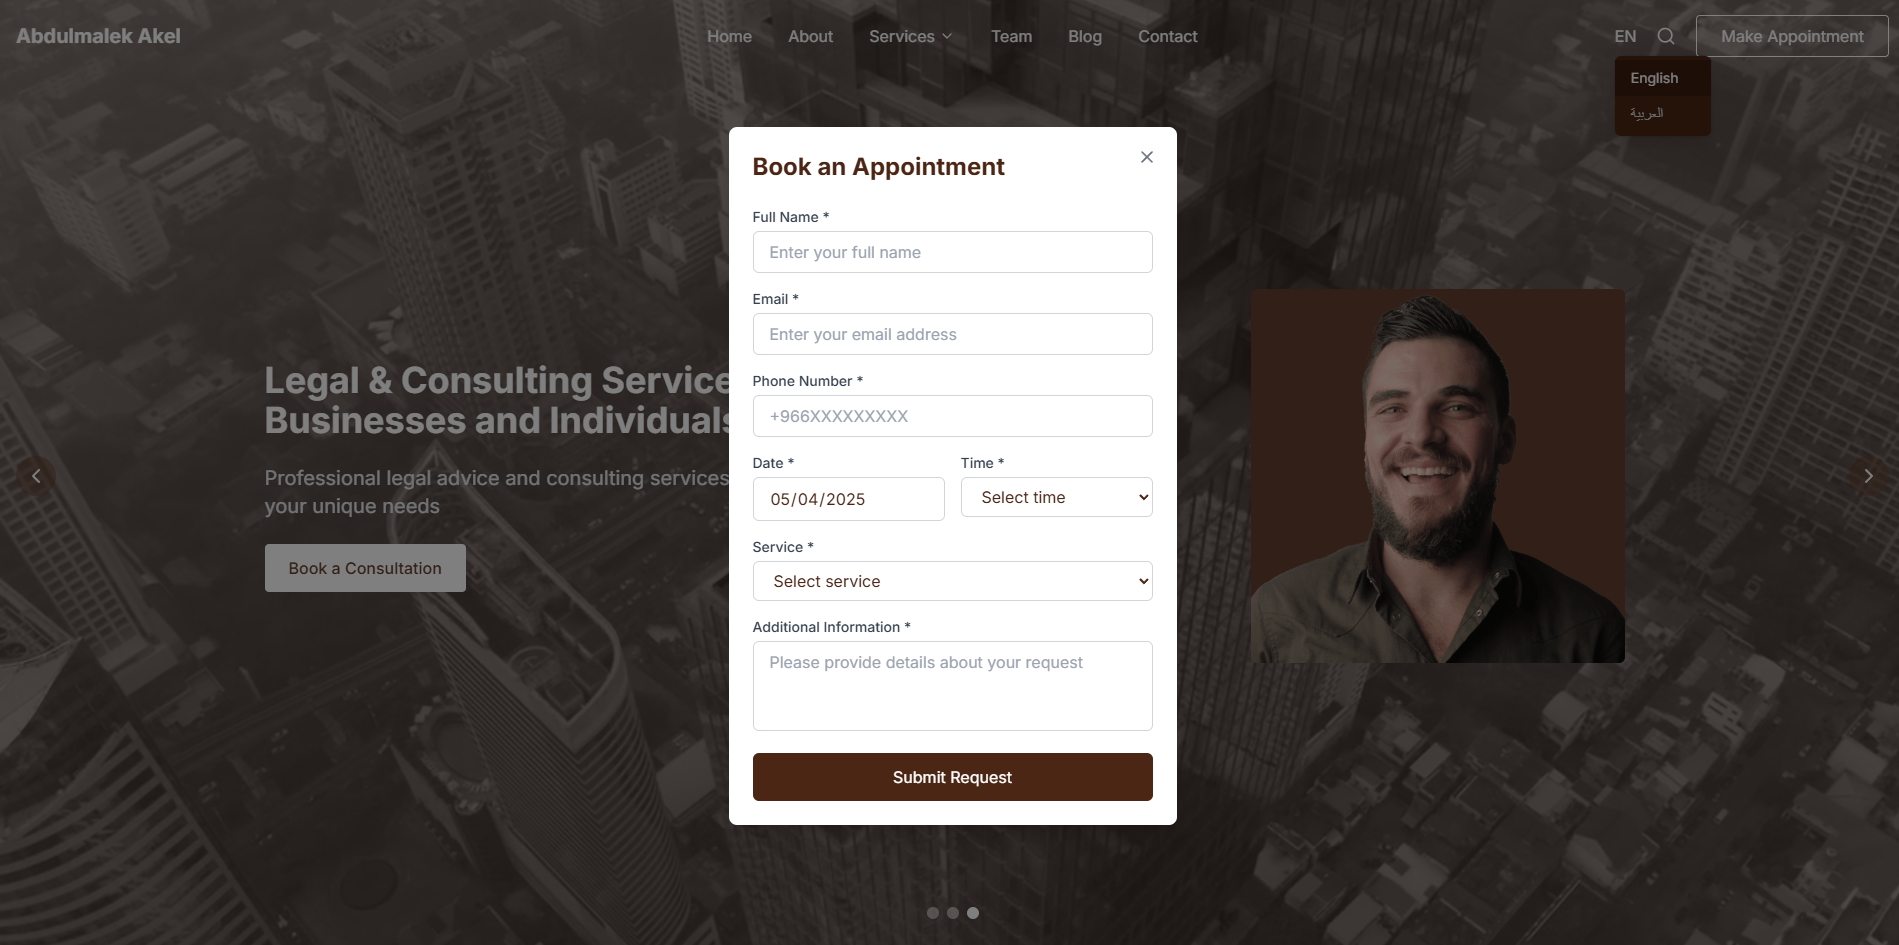 Abdulmalek Akel
Home About Services Team Blog Contact
EN
Make Appointment
English
العربية
Book an Appointment
Full Name *
Enter your full name
Email *
Enter your email address
Phone Number *
+966XXXXXXXXX
Date * Time *
05/04/2025 Select time
Service *
Select service
Additional Information *
Please provide details about your request
Submit Request
Legal & Consulting Service
Businesses and Individuals
Professional legal advice and consulting services
your unique needs
Book a Consultation